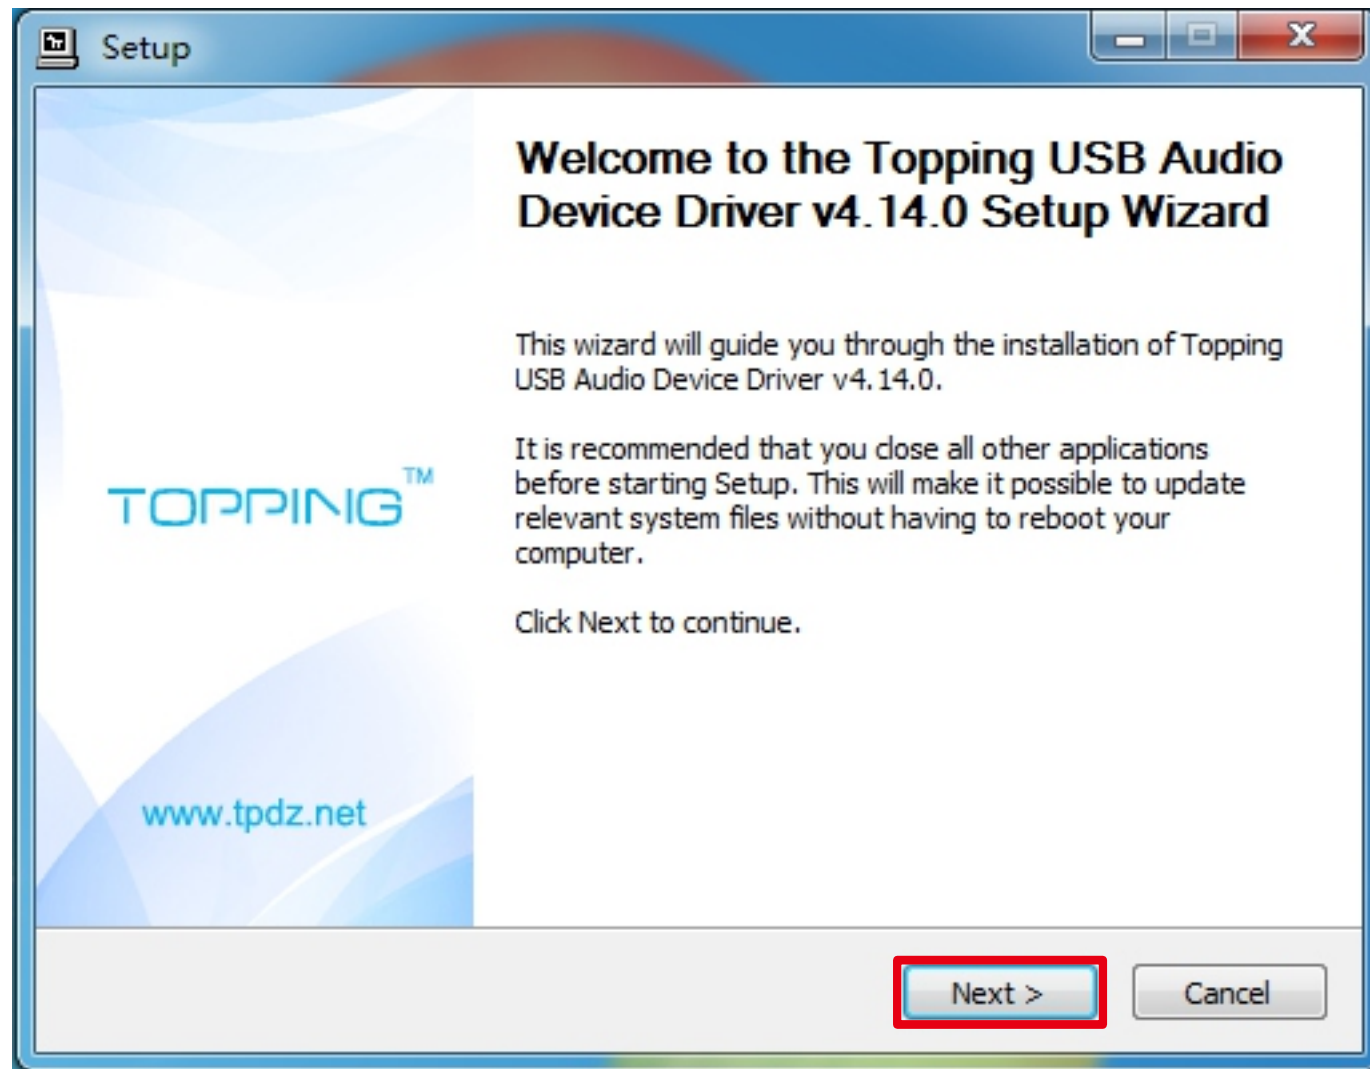 Setup
Welcome to the Topping USB Audio
Device Driver v4.14.0 Setup Wizard
This wizard will guide you through the installation of Topping
USB Audio Device Driver v4.14.0.
It is recommended that you close all other applications
before starting Setup. This will make it possible to update
relevant system files without having to reboot your
computer.
Click Next to continue.
TOPPING™
www.tpdz.net
Next >
Cancel